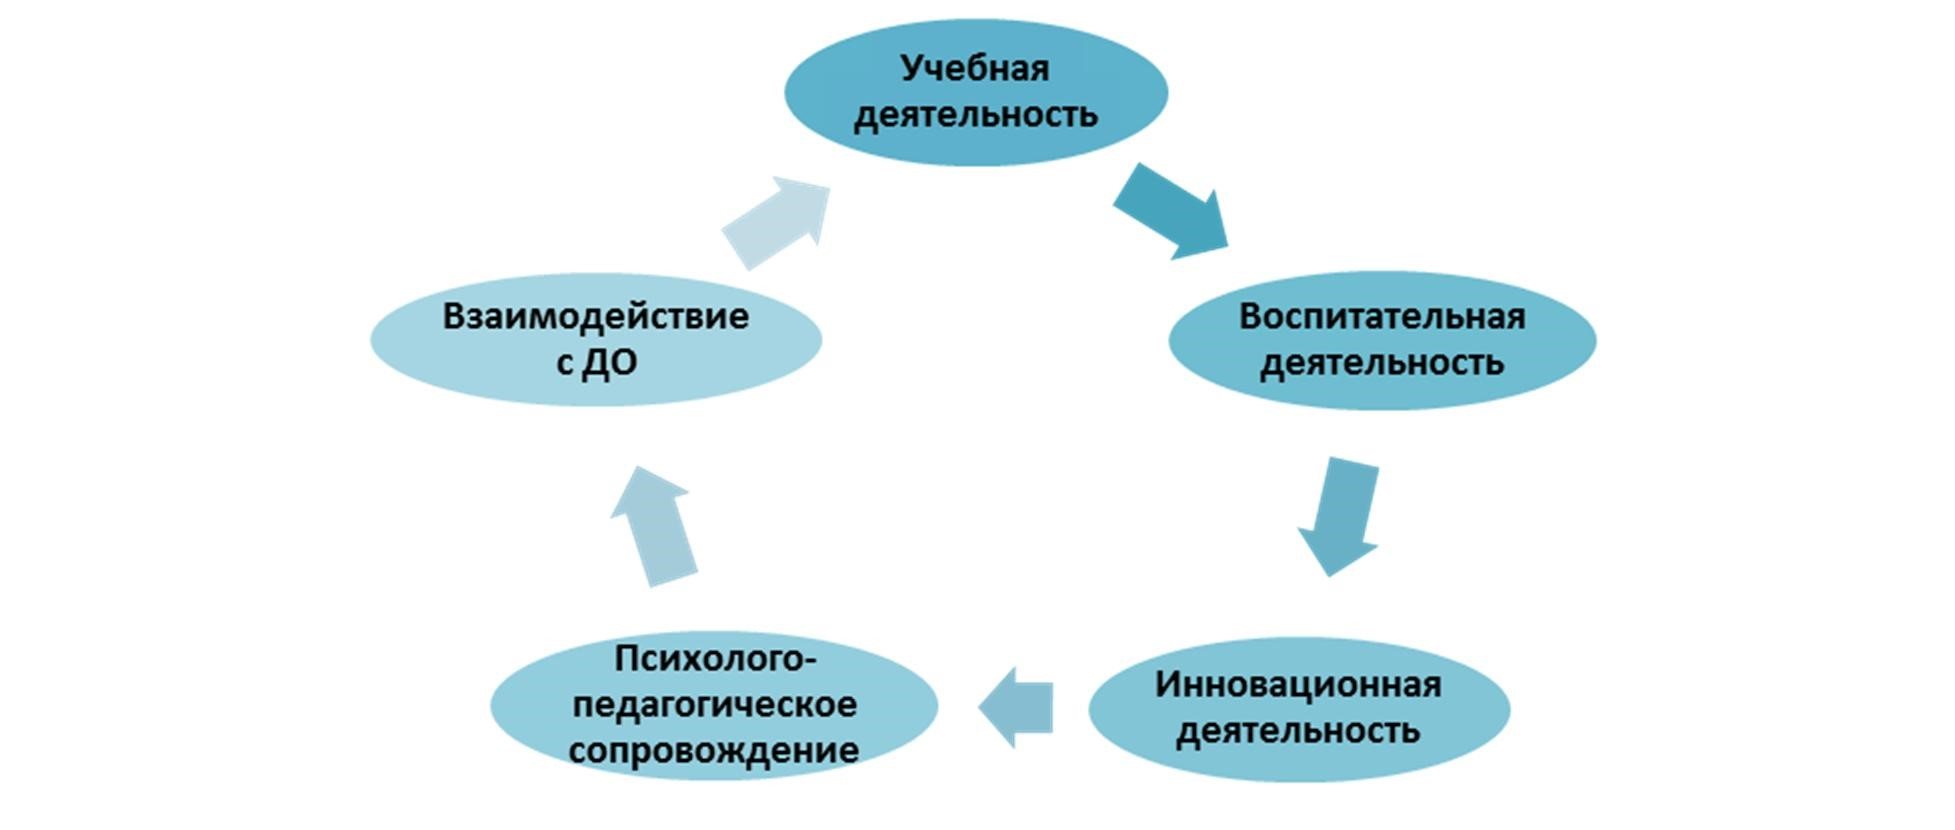 Учебная
деятельность
Воспитательная
деятельность
Инновационная
деятельность
Психолого-
педагогическое
сопровождение
Взаимодействие
с ДО